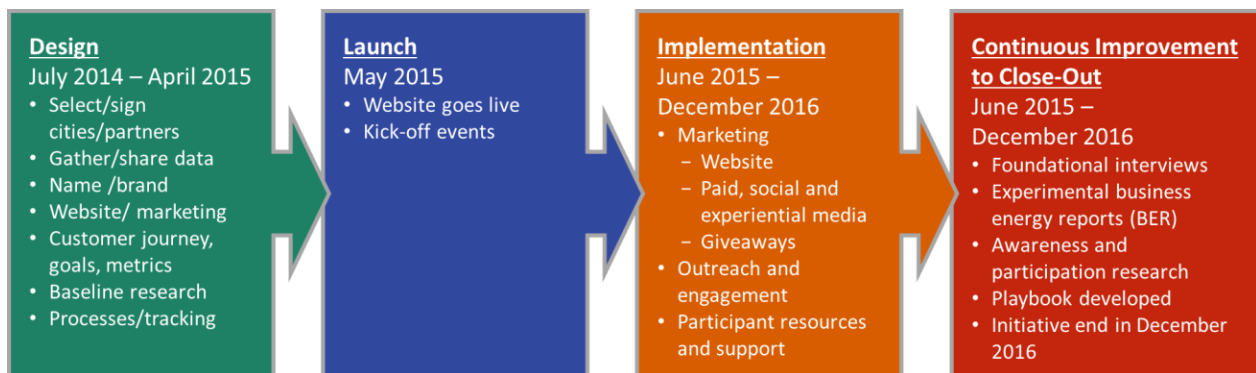 Design
July 2014 – April 2015
• Select/sign
cities/partners
• Gather/share data
• Name /brand
• Website/ marketing
• Customer journey,
goals, metrics
• Baseline research
• Processes/tracking
Launch
May 2015
• Website goes live
• Kick-off events
Implementation
June 2015 –
December 2016
• Marketing
– Website
– Paid, social and
experiential media
– Giveaways
• Outreach and
engagement
• Participant resources
and support
Continuous Improvement
to Close-Out
June 2015 –
December 2016
• Foundational interviews
• Experimental business
energy reports (BER)
• Awareness and
participation research
• Playbook developed
• Initiative end in December
2016